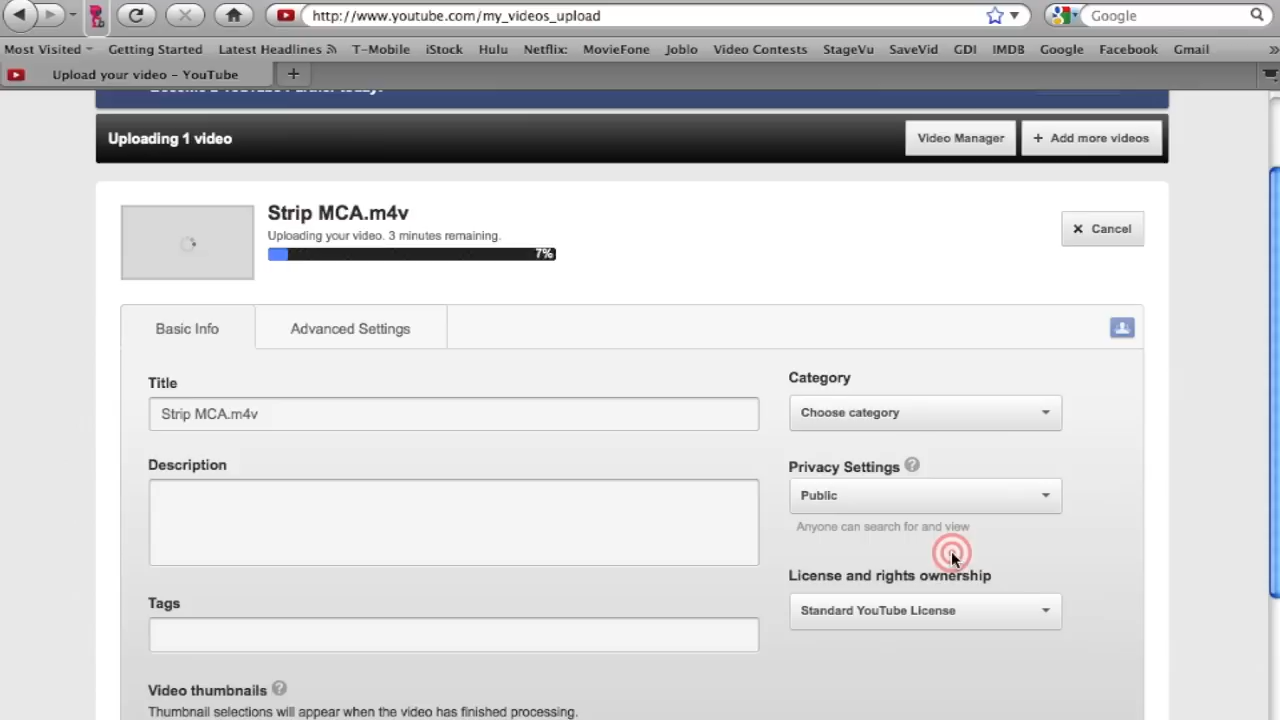 http://www.youtube.com/my_videos_upload
Google
Most Visited
Getting Started
Latest Headlines
T-Mobile
iStock
Hulu
Netflix:
MovieFone
Joblo
Video Contests
StageVu
SaveVid
GDI
IMDB
Google
Facebook
Gmail
»
Upload your video – YouTube
+
Become a YouTube Partner today!
Uploading 1 video
Video Manager
+ Add more videos
Strip MCA.m4v
Uploading your video. 3 minutes remaining.
7%
× Cancel
Basic Info
Advanced Settings
Title
Strip MCA.m4v
Category
Choose category
Description
Privacy Settings ?
Public
Anyone can search for and view
License and rights ownership
Standard YouTube License
Tags
Video thumbnails ?
Thumbnail selections will appear when the video has finished processing.